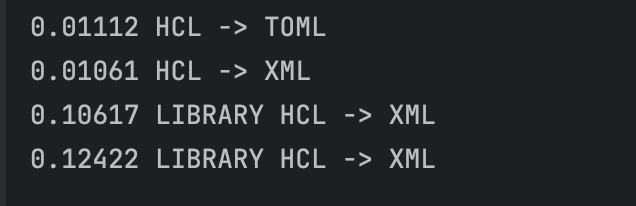 0.01112 HCL -> TOML
0.01061 HCL -> XML
0.10617 LIBRARY HCL -> XML
0.12422 LIBRARY HCL -> XML